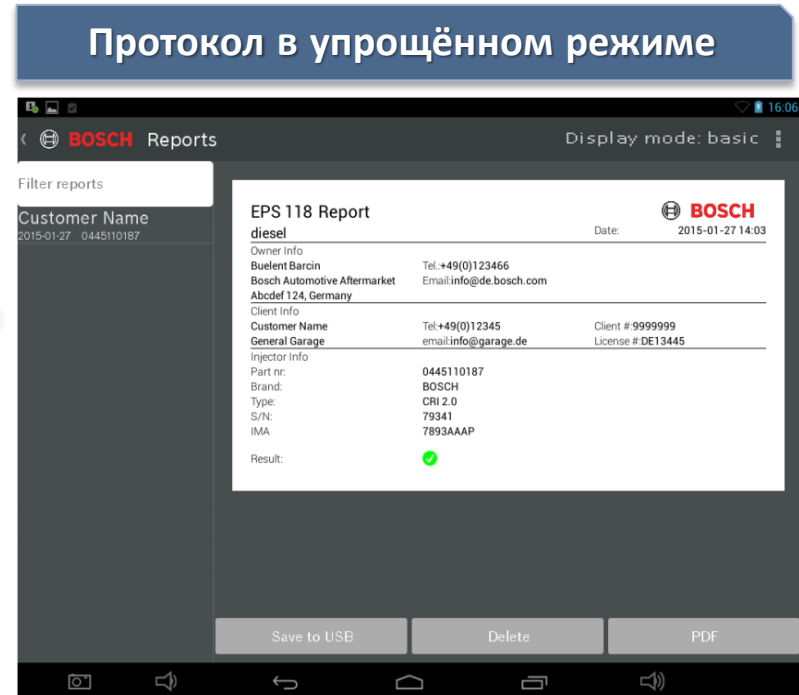 Протокол в упрощённом режиме
16:06
BOSCH Reports
Display mode: basic
Filter reports
Customer Name
2015-01-27 0445110187
EPS 118 Report
BOSCH
diesel
Date: 2015-01-27 14:03
Owner Info
Buelent Barcin Tel.:+49(0)123466
Bosch Automotive Aftermarket Email:info@de.bosch.com
Abcdef 124, Germany
Client Info
Customer Name Tel:+49(0)12345 Client #:9999999
General Garage email:info@garage.de License #:DE13445
Injector Info
Part nr: 0445110187
Brand: BOSCH
Type: CRI 2.0
S/N: 79341
IMA 7893AAAP
Result:
Save to USB Delete PDF